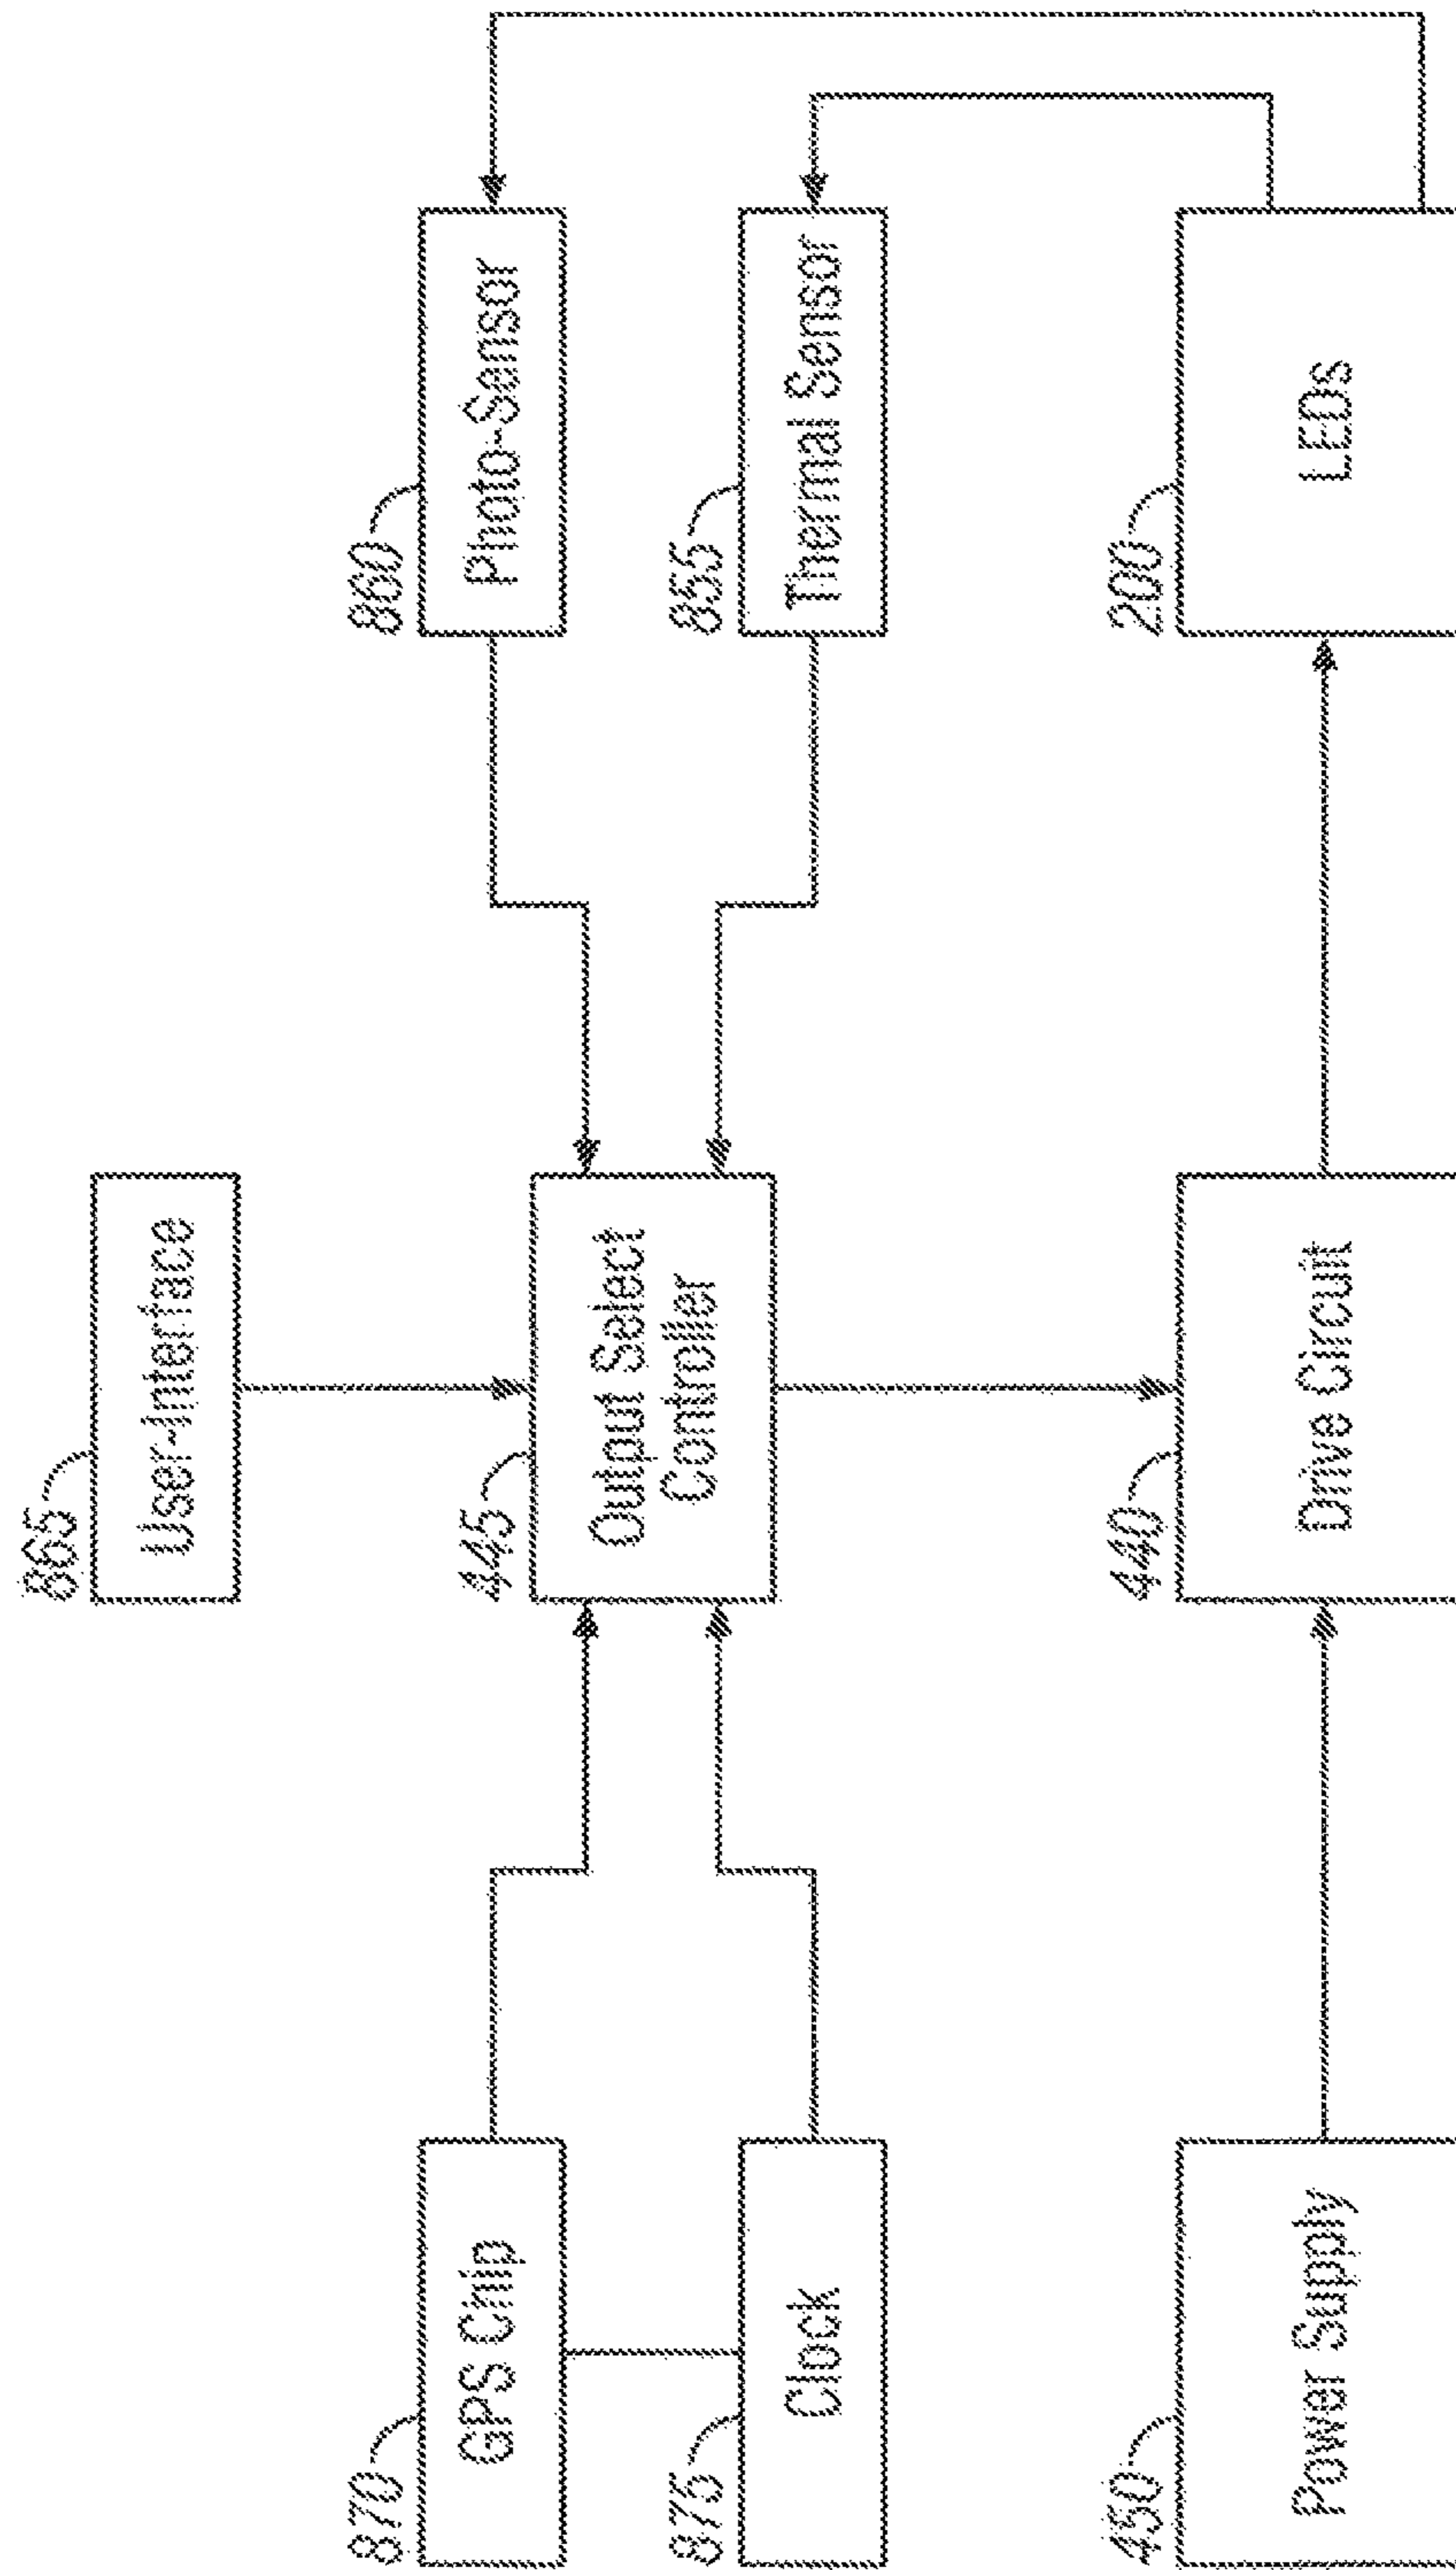 865
User-Interface
870
GPS Chip
445
Output Select
Controller
860
Photo-Sensor
875
Clock
855
Thermal Sensor
450
Power Supply
440
Drive Circuit
200
LEDs